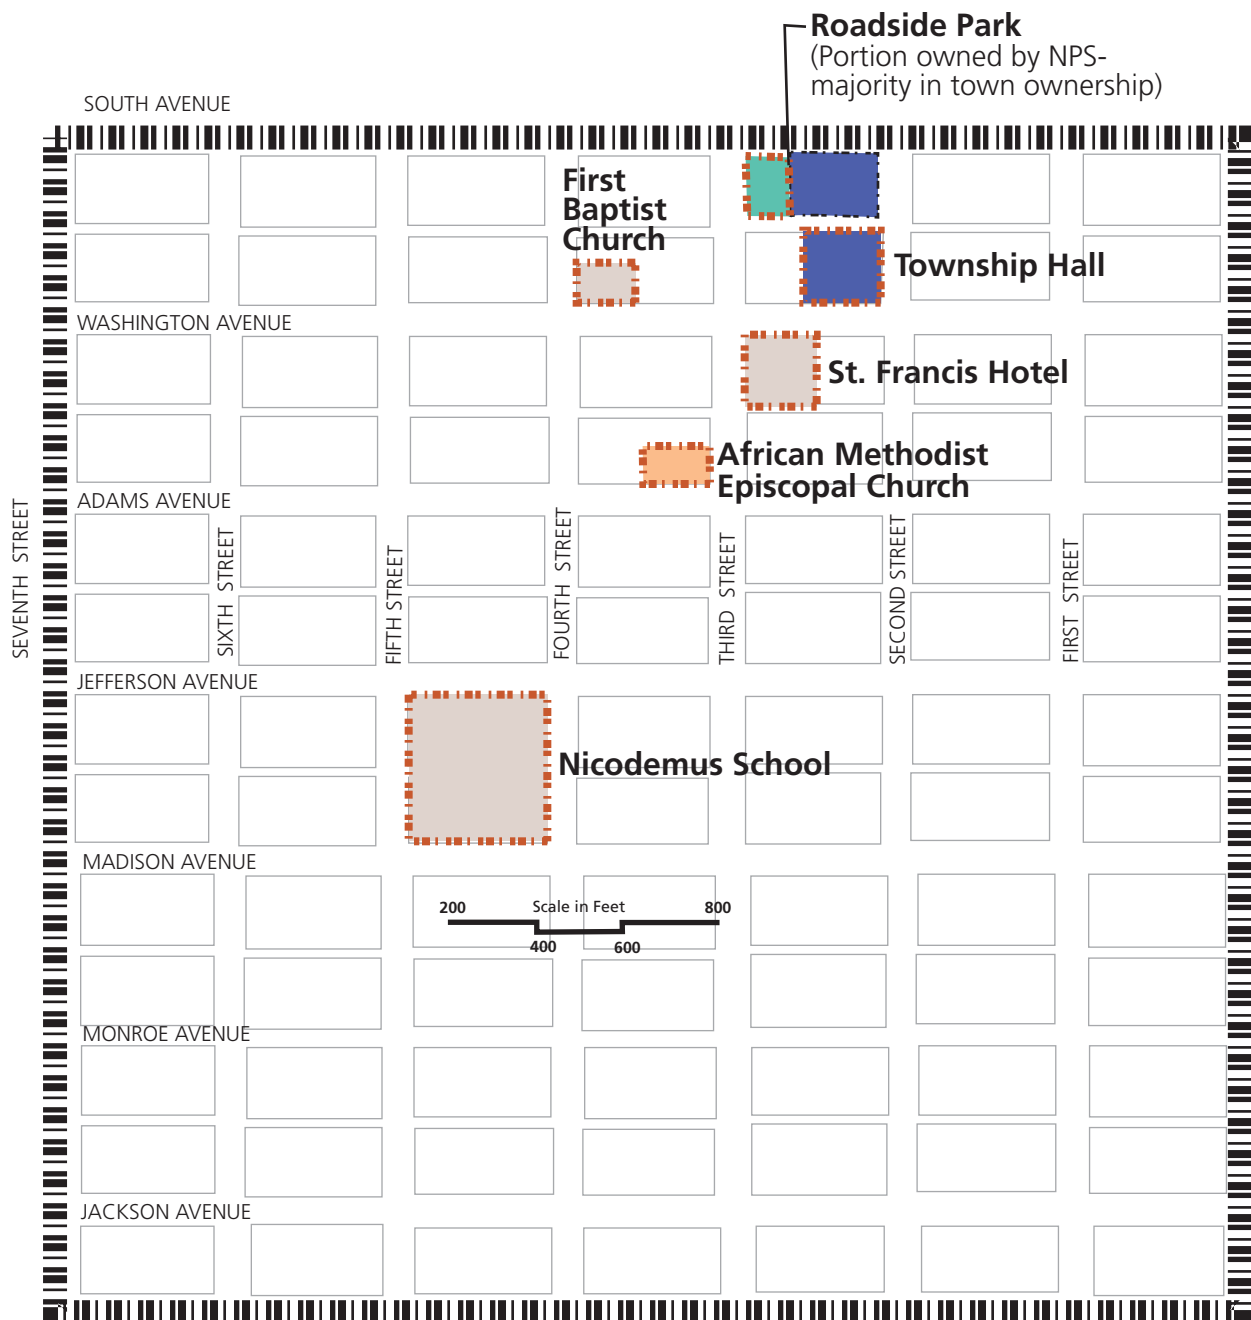 Roadside Park
(Portion owned by NPS-
majority in town ownership)
SOUTH AVENUE
First
Baptist
Church
Township Hall
WASHINGTON AVENUE
St. Francis Hotel
African Methodist
Episcopal Church
ADAMS AVENUE
SEVENTH STREET
SIXTH STREET
FIFTH STREET
FOURTH STREET
THIRD STREET
SECOND STREET
FIRST STREET
JEFFERSON AVENUE
Nicodemus School
MADISON AVENUE
200 Scale in Feet 800
400 600
MONROE AVENUE
JACKSON AVENUE